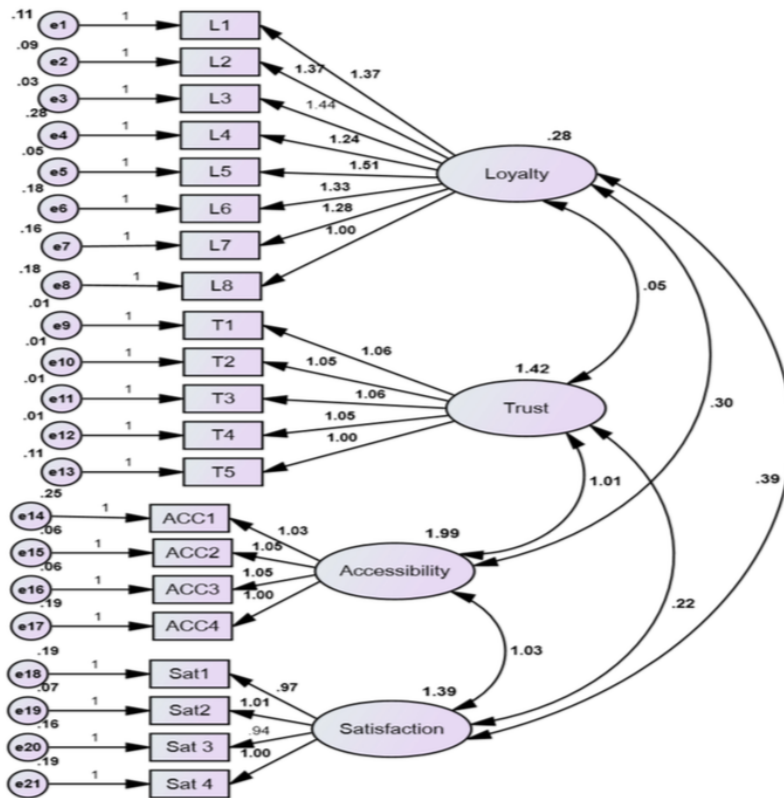 .11 e1 1 L1
.09 e2 1 L2 1.37 1.37
.03 e3 1 L3 1.44
.28 e4 1 L4 1.24 .28
.05 e5 1 L5 1.51 Loyalty
.18 e6 1 L6 1.33
.16 e7 1 L7 1.28
.18 e8 1 L8 1.00 .05
.01 e9 1 T1
.01 e10 1 T2 1.06 1.05 1.42
.01 e11 1 T3 1.06 Trust .30
.01 e12 1 T4 1.05
.11 e13 1 T5 1.00 .39
1.01
.25 e14 1 ACC1 1.03 1.99
.06 e15 1 ACC2 1.05
.06 e16 1 ACC3 1.05 Accessibility
.19 e17 1 ACC4 1.00 .22
1.03
.19 e18 1 Sat1 .97 1.39
.07 e19 1 Sat2 1.01
.16 e20 1 Sat 3 .94 Satisfaction
.19 e21 1 Sat 4 1.00